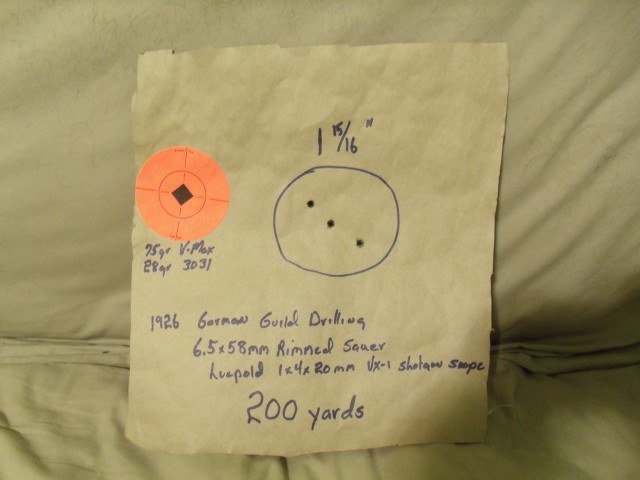 1 15/16"
75gr V-Max
28gr 3031
1926 German Guild Drilling
6.5x58mm Rimmed Sauer
Luepold 1x4x20mm VX-1 shotgun scope
200 yards